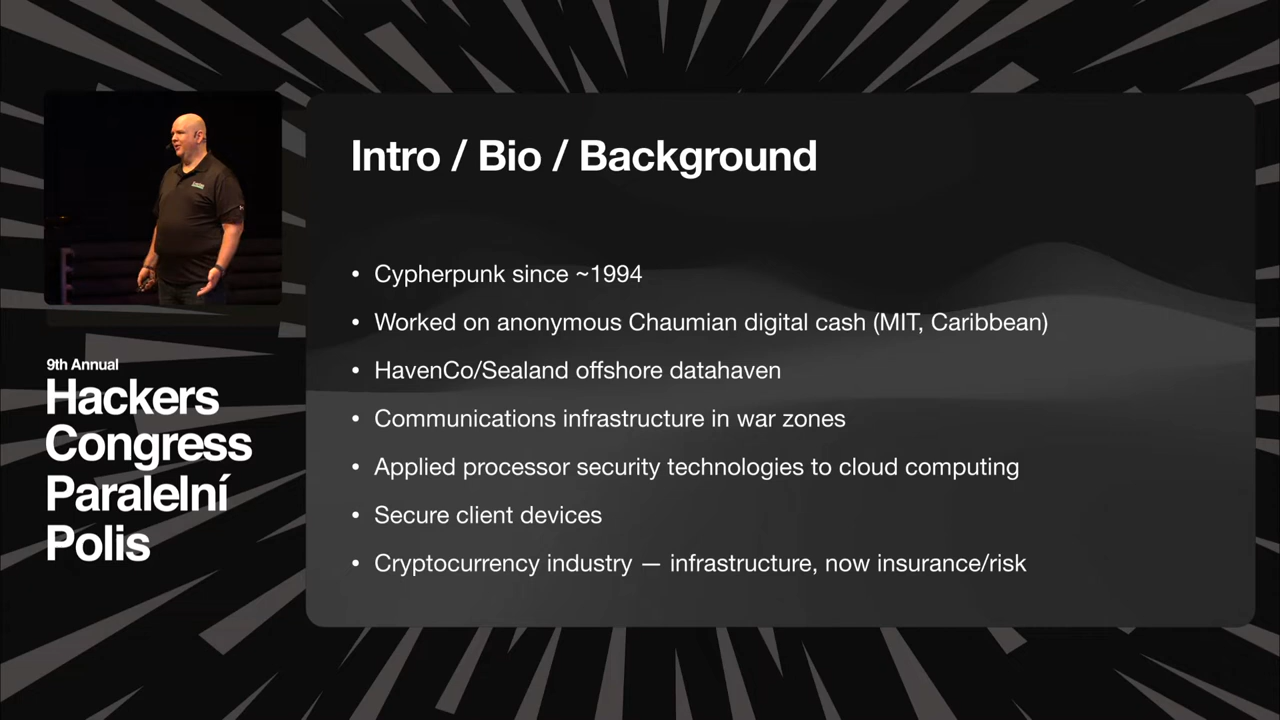 Intro / Bio / Background
• Cypherpunk since ~1994
• Worked on anonymous Chaumian digital cash (MIT, Caribbean)
• HavenCo/Sealand offshore datahaven
• Communications infrastructure in war zones
• Applied processor security technologies to cloud computing
• Secure client devices
• Cryptocurrency industry — infrastructure, now insurance/risk
9th Annual
Hackers
Congress
Paralelní
Polis